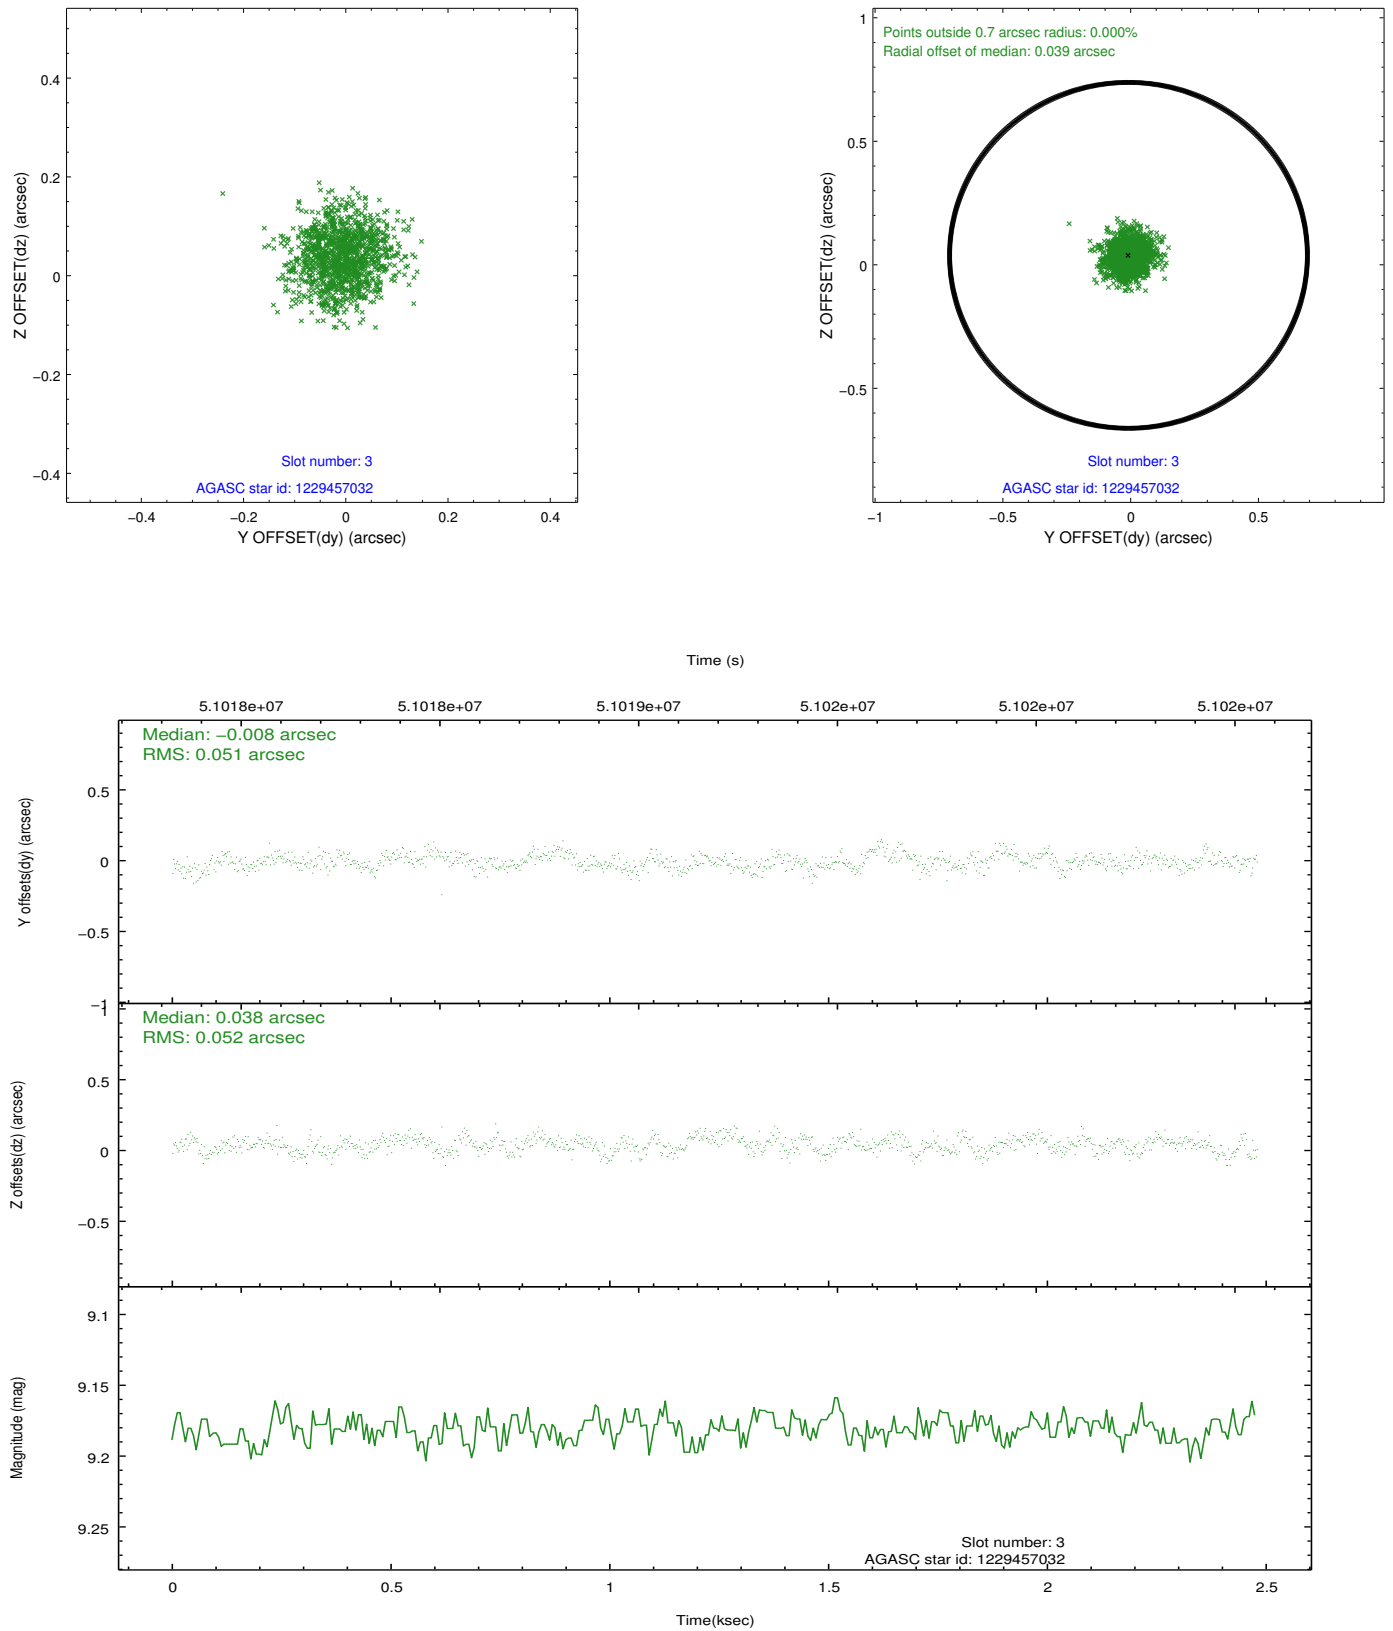 0.4
0.2
0
−0.2
−0.4
Z OFFSET(dz) (arcsec)
Slot number: 3
AGASC star id: 1229457032
−0.4
−0.2
0
0.2
0.4
Y OFFSET(dy) (arcsec)
Points outside 0.7 arcsec radius: 0.000%
Radial offset of median: 0.039 arcsec
1
0.5
0
−0.5
Z OFFSET(dz) (arcsec)
Slot number: 3
AGASC star id: 1229457032
−1
−0.5
0
0.5
Y OFFSET(dy) (arcsec)
Time (s)
5.1018e+07
5.1018e+07
5.1019e+07
5.102e+07
5.102e+07
5.102e+07
Median: −0.008 arcsec
RMS: 0.051 arcsec
0.5
0
−0.5
−1
Y offsets(dy) (arcsec)
Median: 0.038 arcsec
RMS: 0.052 arcsec
1
0.5
0
−0.5
Z offsets(dz) (arcsec)
9.1
9.15
9.2
9.25
Magnitude (mag)
Slot number: 3
AGASC star id: 1229457032
0
0.5
1
1.5
2
2.5
Time(ksec)